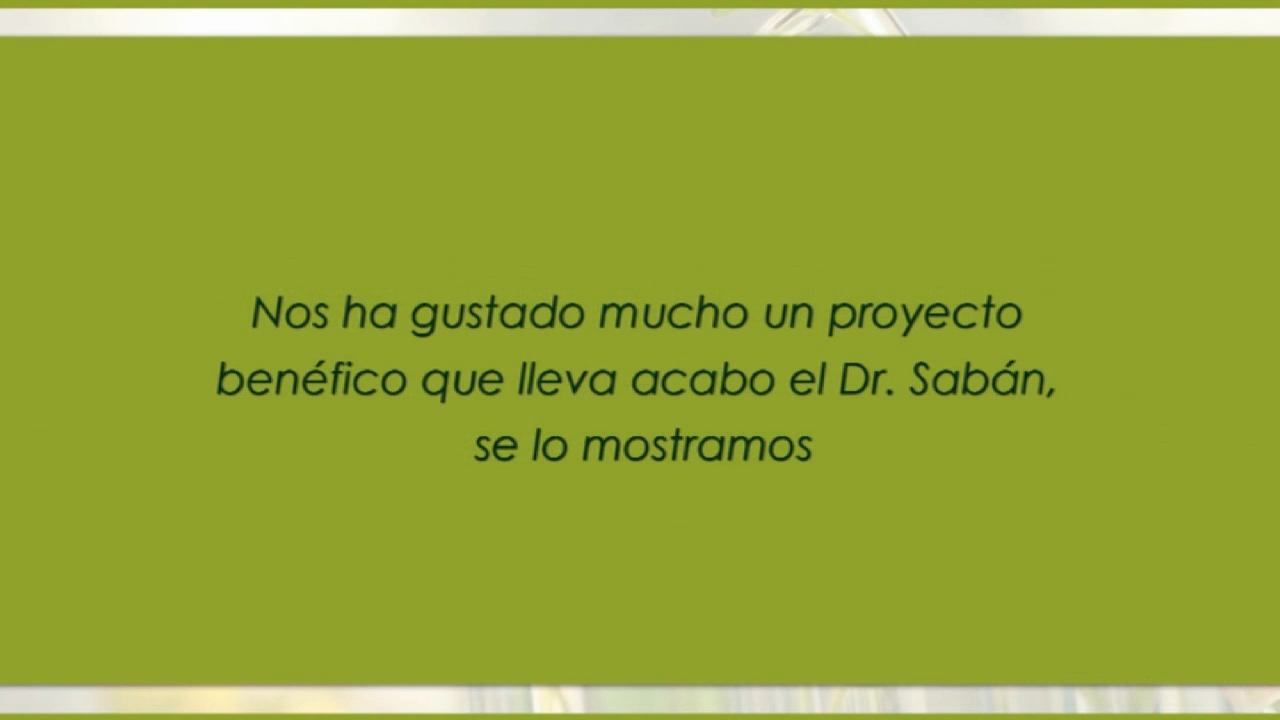 Nos ha gustado mucho un proyecto
benéfico que lleva acabo el Dr. Sabán,
se lo mostramos